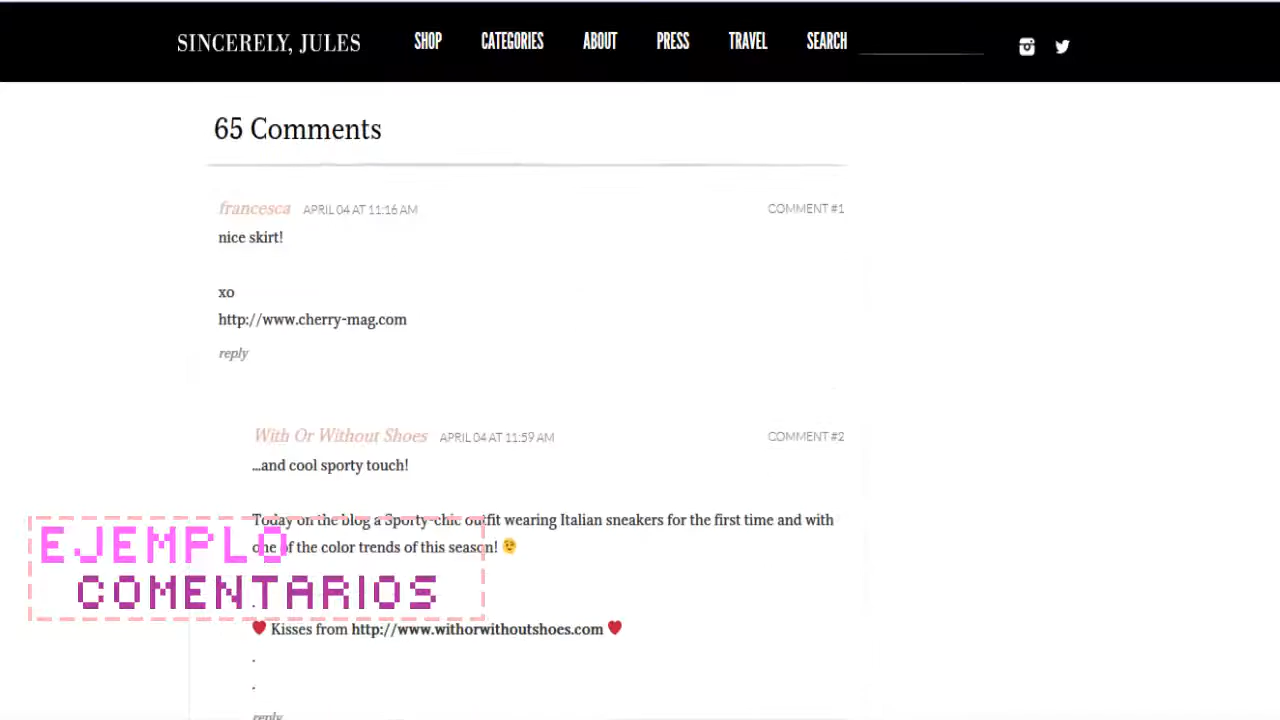 SINCERELY, JULES SHOP CATEGORIES ABOUT PRESS TRAVEL SEARCH
65 Comments
francesca APRIL 04 AT 11:16 AM COMMENT #1
nice skirt!
xo
http://www.cherry-mag.com
reply
With Or Without Shoes APRIL 04 AT 11:59 AM COMMENT #2
...and cool sporty touch!
Today on the blog a Sporty-chic outfit wearing Italian sneakers for the first time and with
one of the color trends of this season! 😉
EJEMPLO
COMENTARIOS
.
❤ Kisses from http://www.withorwithoutshoes.com ❤
.
.
reply